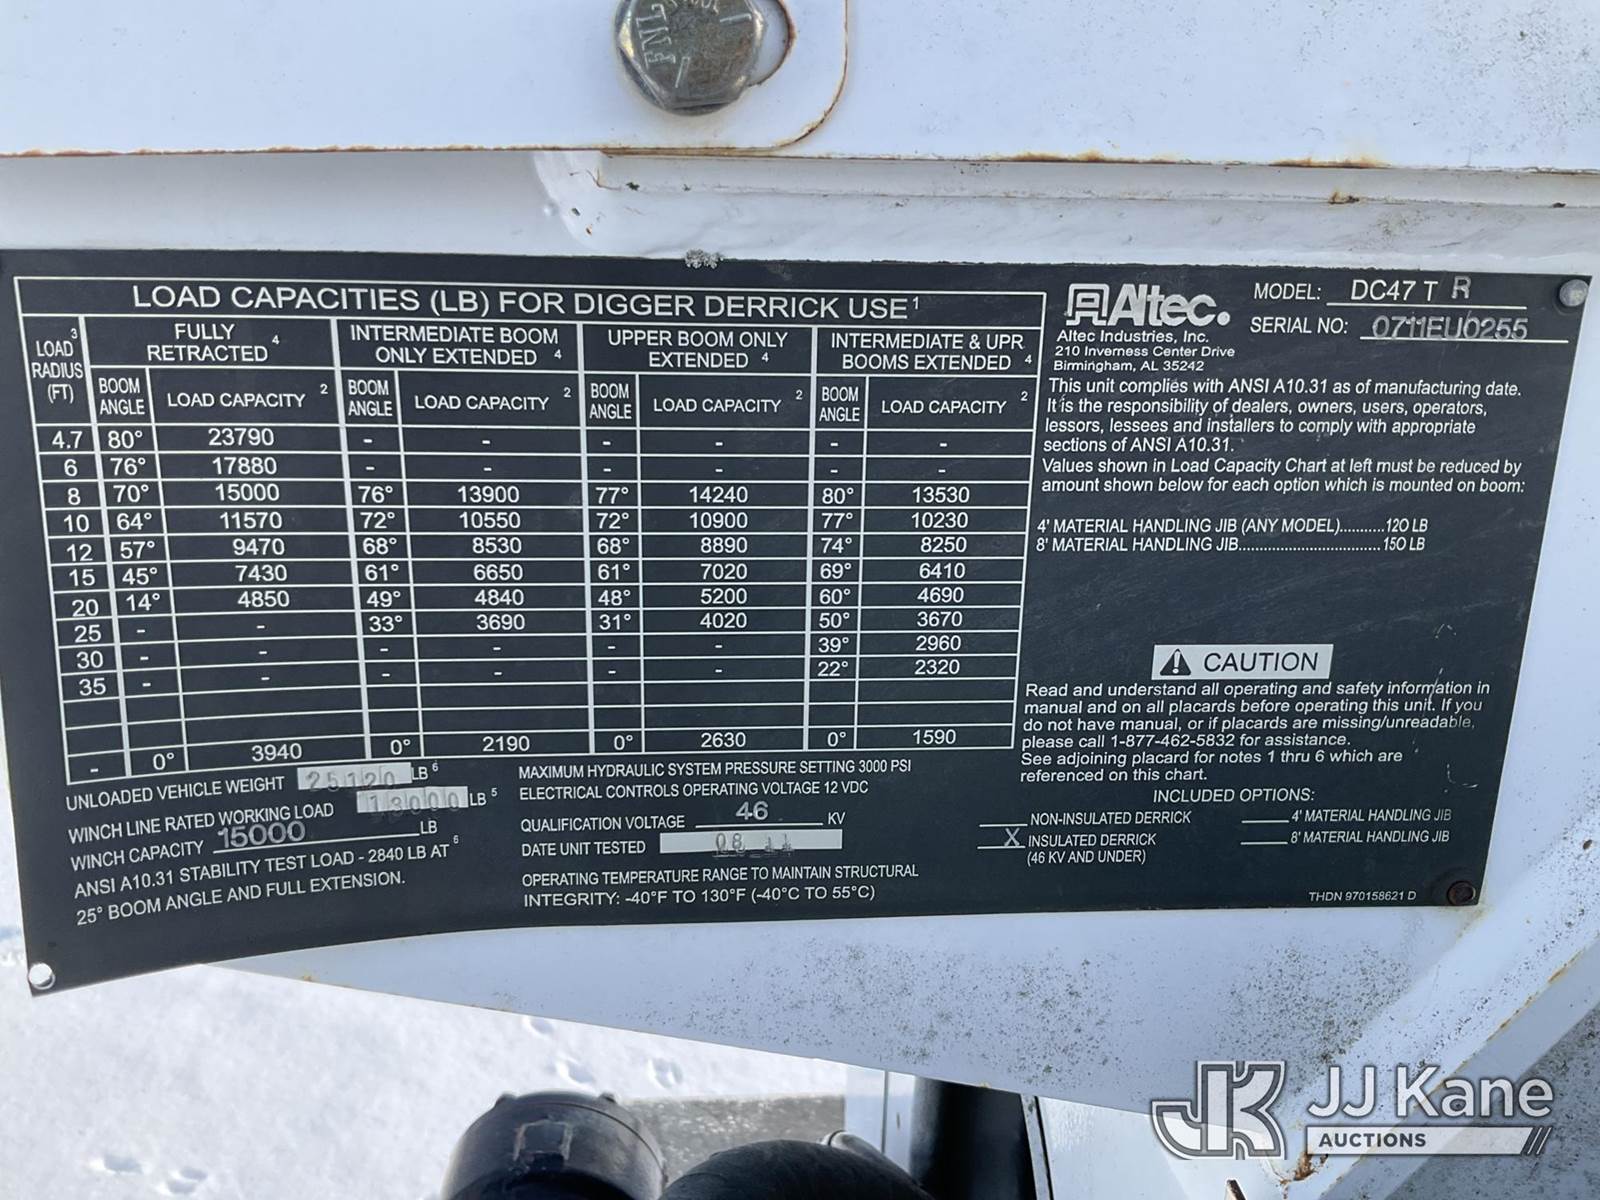 LOAD CAPACITIES (LB) FOR DIGGER DERRICK USE 1
LOAD 3 RADIUS (FT) | FULLY RETRACTED 4 | INTERMEDIATE BOOM ONLY EXTENDED 4 | UPPER BOOM ONLY EXTENDED 4 | INTERMEDIATE & UPR BOOMS EXTENDED 4
BOOM ANGLE | LOAD CAPACITY 2 | BOOM ANGLE | LOAD CAPACITY 2 | BOOM ANGLE | LOAD CAPACITY 2 | BOOM ANGLE | LOAD CAPACITY 2
4.7 80° 23790 - - - - - -
6 76° 17880 - - - - - -
8 70° 15000 76° 13900 77° 14240 80° 13530
10 64° 11570 72° 10550 72° 10900 77° 10230
12 57° 9470 68° 8530 68° 8890 74° 8250
15 45° 7430 61° 6650 61° 7020 69° 6410
20 14° 4850 49° 4840 48° 5200 60° 4690
25 - - 33° 3690 31° 4020 50° 3670
30 - - - - - - 39° 2960
35 - - - - - - 22° 2320
- 0° 3940 0° 2190 0° 2630 0° 1590
UNLOADED VEHICLE WEIGHT 25120 LB 6
WINCH LINE RATED WORKING LOAD 13000 LB 5
WINCH CAPACITY 15000 LB
ANSI A10.31 STABILITY TEST LOAD - 2840 LB AT 6
25° BOOM ANGLE AND FULL EXTENSION.
MAXIMUM HYDRAULIC SYSTEM PRESSURE SETTING 3000 PSI
ELECTRICAL CONTROLS OPERATING VOLTAGE 12 VDC
QUALIFICATION VOLTAGE 46 KV
DATE UNIT TESTED 08 11
OPERATING TEMPERATURE RANGE TO MAINTAIN STRUCTURAL
INTEGRITY: -40°F TO 130°F (-40°C TO 55°C)
Altec.
Altec Industries, Inc.
210 Inverness Center Drive
Birmingham, AL 35242
MODEL: DC47 T R
SERIAL NO: 0711EU0255
This unit complies with ANSI A10.31 as of manufacturing date.
It is the responsibility of dealers, owners, users, operators,
lessors, lessees and installers to comply with appropriate
sections of ANSI A10.31.
Values shown in Load Capacity Chart at left must be reduced by
amount shown below for each option which is mounted on boom:
4' MATERIAL HANDLING JIB (ANY MODEL)...........120 LB
8' MATERIAL HANDLING JIB...................................150 LB
CAUTION
Read and understand all operating and safety information in
manual and on all placards before operating this unit. If you
do not have manual, or if placards are missing/unreadable,
please call 1-877-462-5832 for assistance.
See adjoining placard for notes 1 thru 6 which are
referenced on this chart.
INCLUDED OPTIONS:
NON-INSULATED DERRICK
X INSULATED DERRICK
(46 KV AND UNDER)
4' MATERIAL HANDLING JIB
8' MATERIAL HANDLING JIB
THDN 970158621 D
JK JJ Kane
AUCTIONS